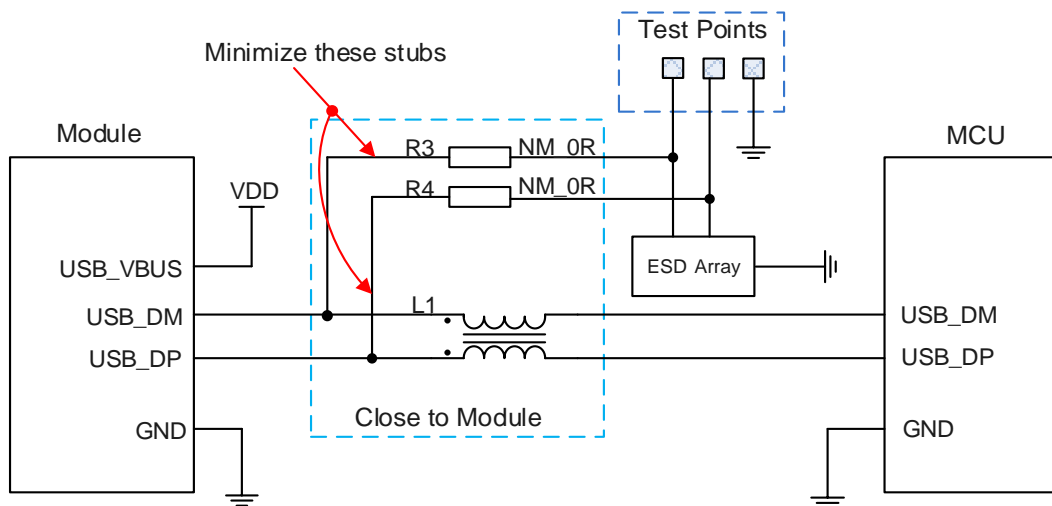 Test Points
Minimize these stubs
Module
MCU
R3
NM_0R
VDD
R4
NM_0R
ESD Array
USB_VBUS
USB_DM
L1
USB_DM
USB_DP
USB_DP
Close to Module
GND
GND